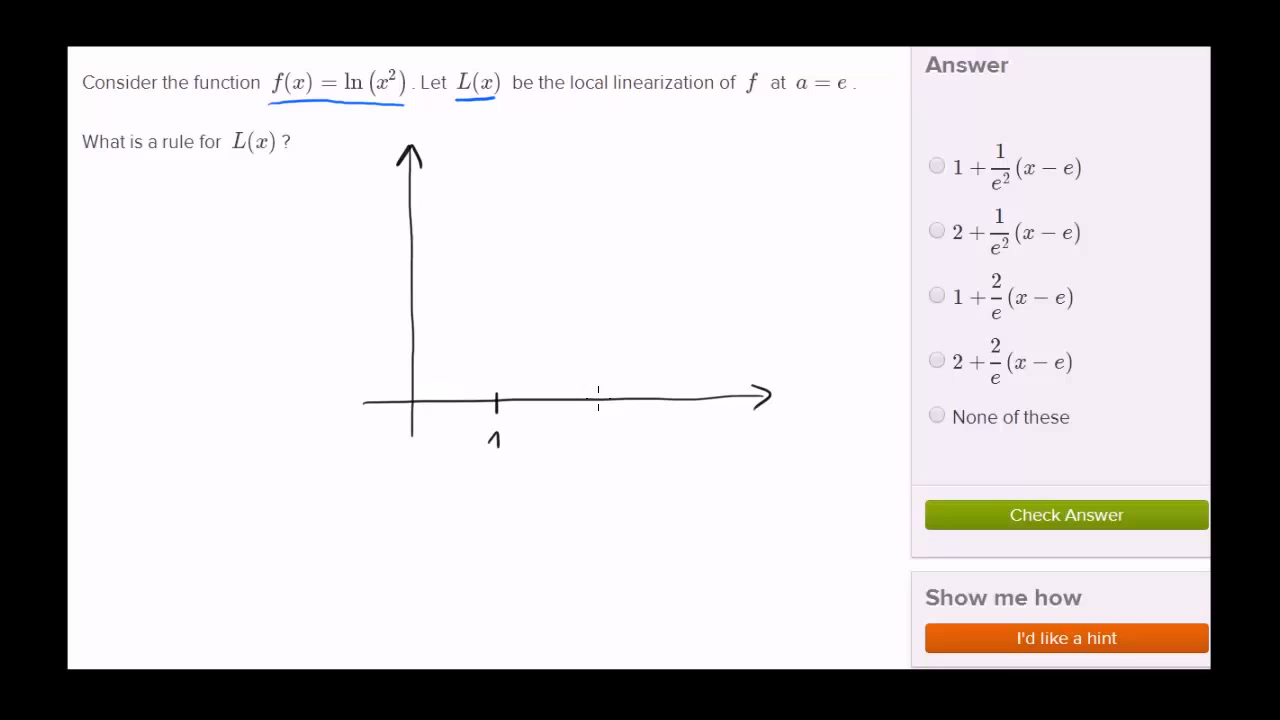 Consider the function f(x) = ln(x²). Let L(x) be the local linearization of f at a = e.
What is a rule for L(x)?
1
Answer
1 + 1/e² (x − e)
2 + 1/e² (x − e)
1 + 2/e (x − e)
2 + 2/e (x − e)
None of these
Check Answer
Show me how
I'd like a hint